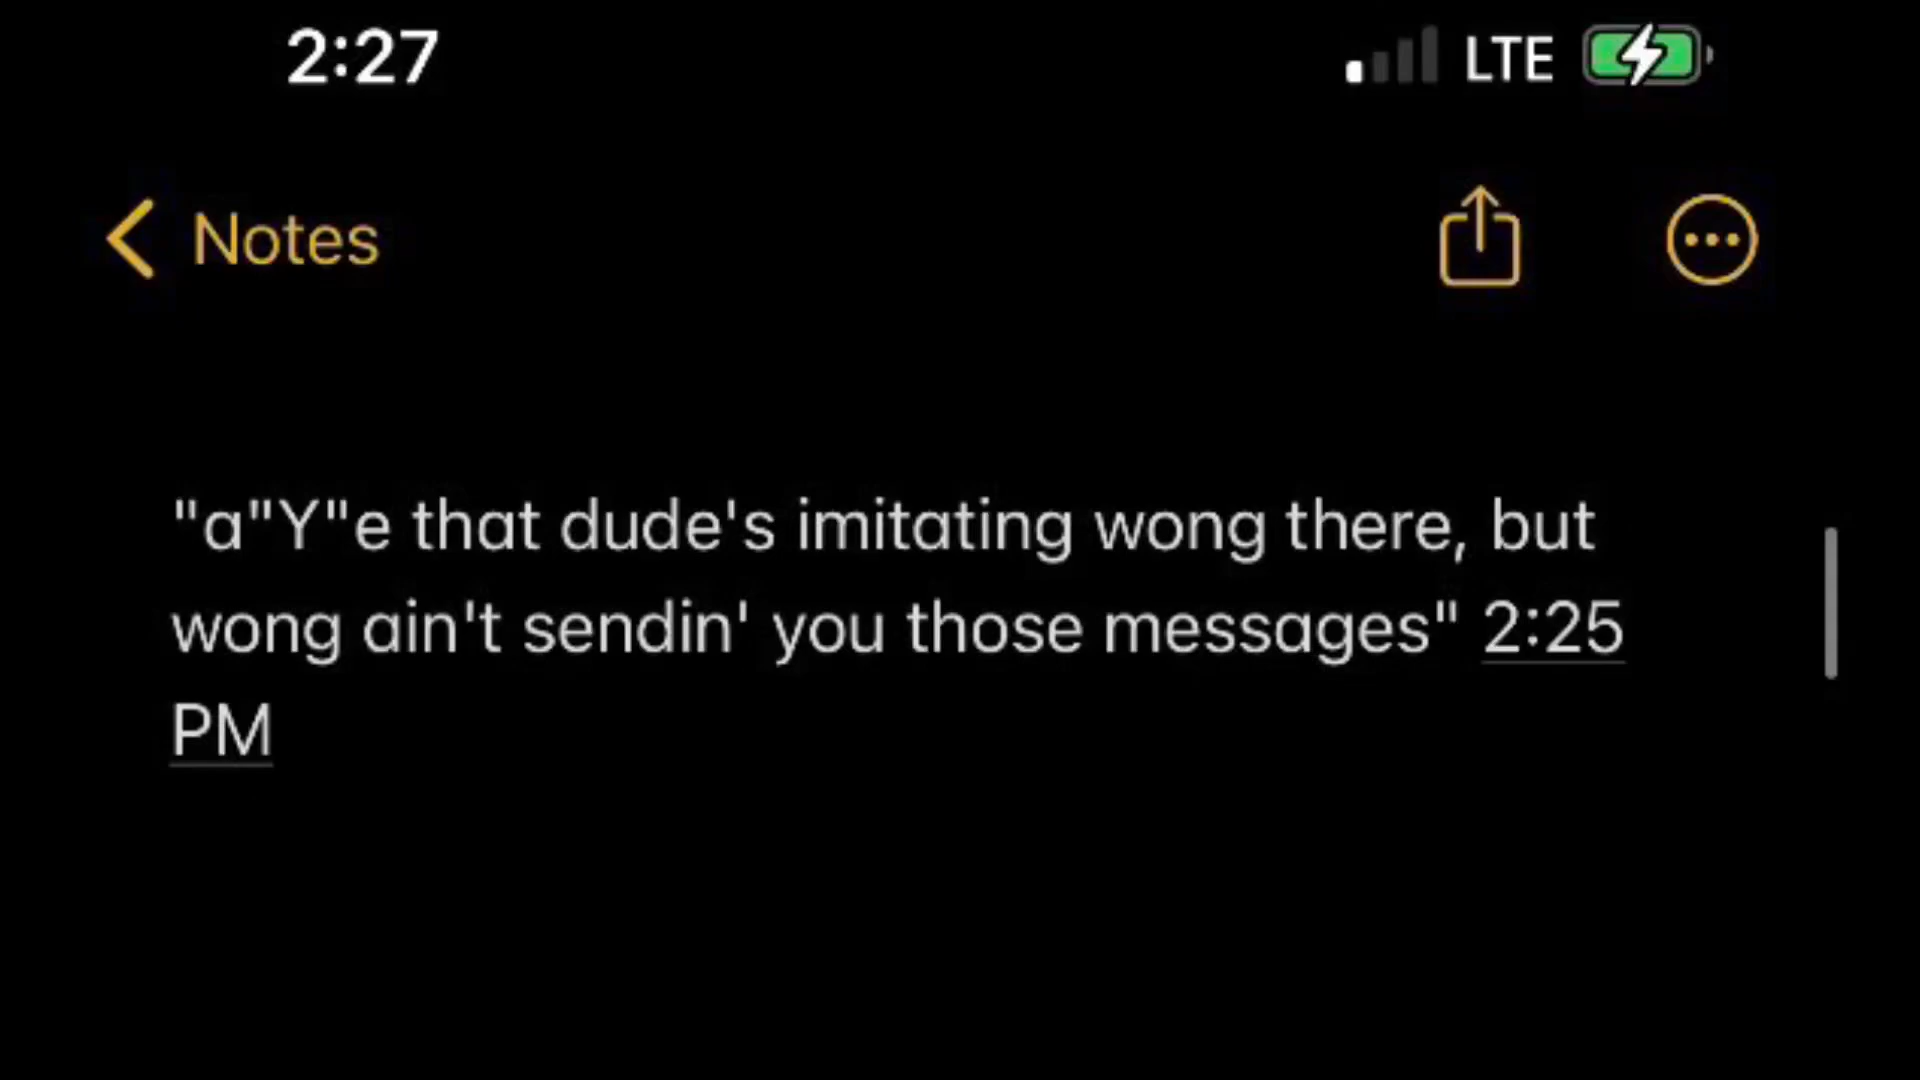 2:27 LTE
Notes
"a"Y"e that dude's imitating wong there, but
wong ain't sendin' you those messages" 2:25
PM